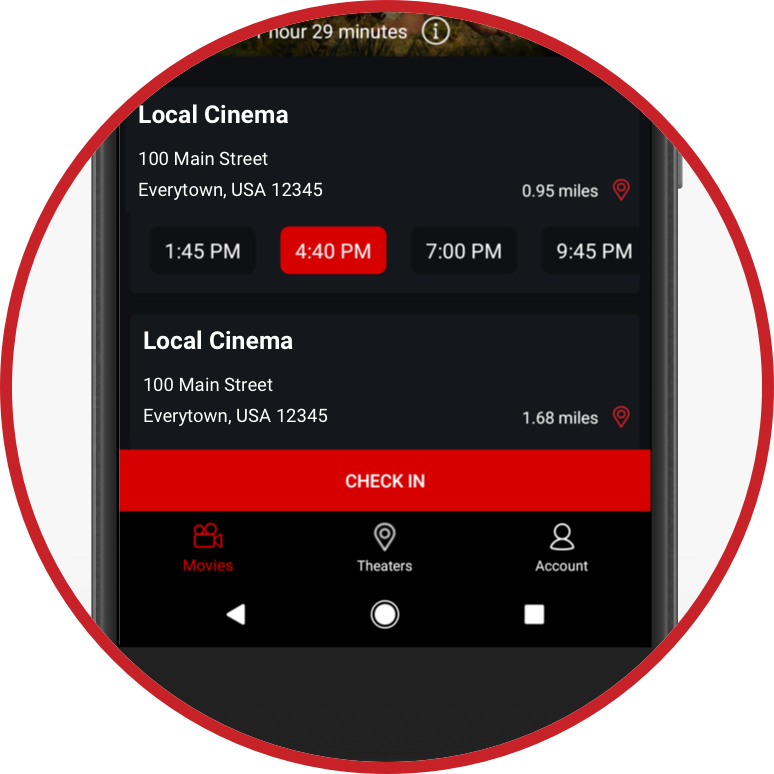 hour 29 minutes
Local Cinema
100 Main Street
Everytown, USA 12345
0.95 miles
1:45 PM 4:40 PM 7:00 PM 9:45 PM
Local Cinema
100 Main Street
Everytown, USA 12345
1.68 miles
CHECK IN
Movies Theaters Account